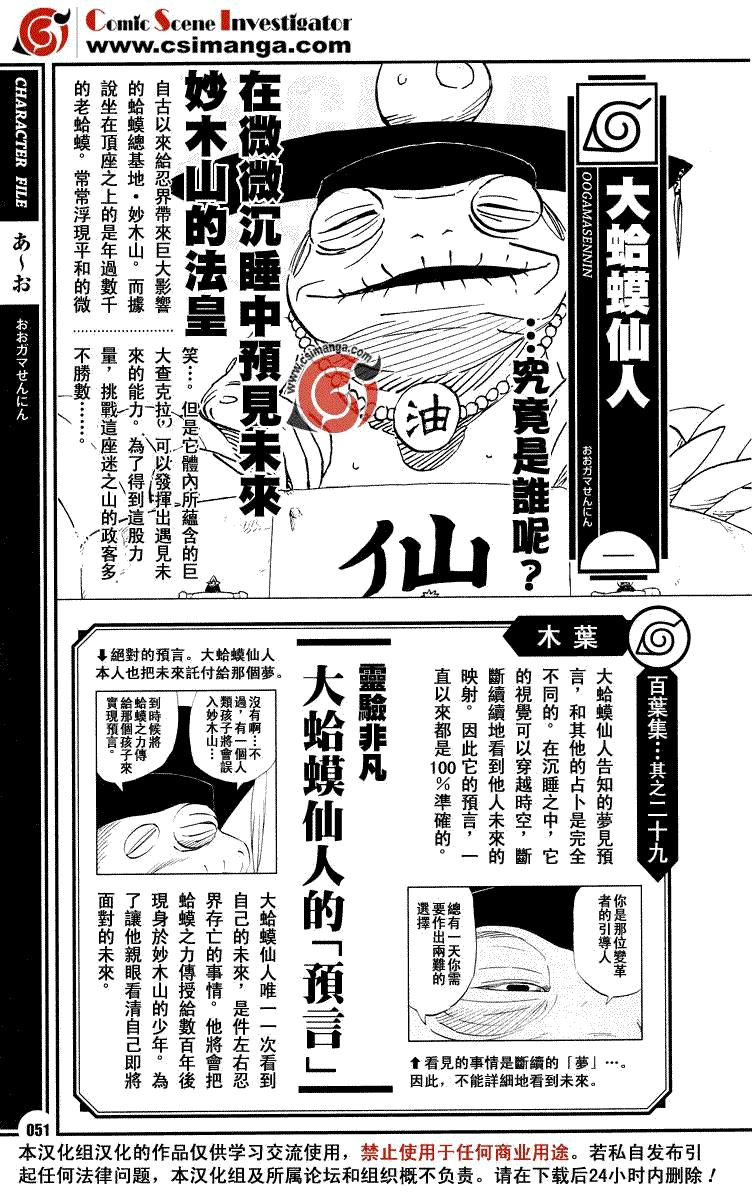 Comic Scene Investigator
www.csimanga.com
CHARACTER FILE
あ〜お
おおガマせんにん
大蛤蟆仙人
OOGAMASENNIN
おおガマせんにん
一
…究竟是誰呢？
油
仙
www.csimanga.com
在微微沉睡中預見未來
妙木山的法皇
自古以來給忍界帶來巨大影響
的蛤蟆總基地・妙木山。而據
說坐在頂座之上的是年過數千
的老蛤蟆。常常浮現平和的微
笑…。但是它體內所蘊含的巨
大查克拉，可以發揮出遇見未
來的能力。為了得到這股力
量，挑戰這座迷之山的政客多
不勝數……。
木葉
百葉集…其之二十九
大蛤蟆仙人告知的夢見預
言，和其他的占卜是完全
不同的。在沉睡之中，它
的視覺可以穿越時空，斷
斷續續地看到他人未來的
映射。因此它的預言，一
直以來都是100％準確的。
你是那位變革
者的引導人
總有一天你需
要作出兩難的
選擇
⬆看見的事情是斷續的「夢」…。
因此，不能詳細地看到未來。
靈驗非凡
大蛤蟆仙人的「預言」
⬇絕對的預言。大蛤蟆仙人
本人也把未來託付給那個夢。
沒有啊…不
過，有一個人
類孩子將會誤
入妙木山…
到時候將
蛤蟆之力傳
給那個孩子來
實現預言。
大蛤蟆仙人唯一一次看到
自己的未來，是件左右忍
界存亡的事情。他將會把
蛤蟆之力傳授給數百年後
現身於妙木山的少年。為
了讓他親眼看清自己即將
面對的未來。
051
本汉化组汉化的作品仅供学习交流使用，禁止使用于任何商业用途。若私自发布引
起任何法律问题，本汉化组及所属论坛和组织概不负责。请在下载后24小时内删除！